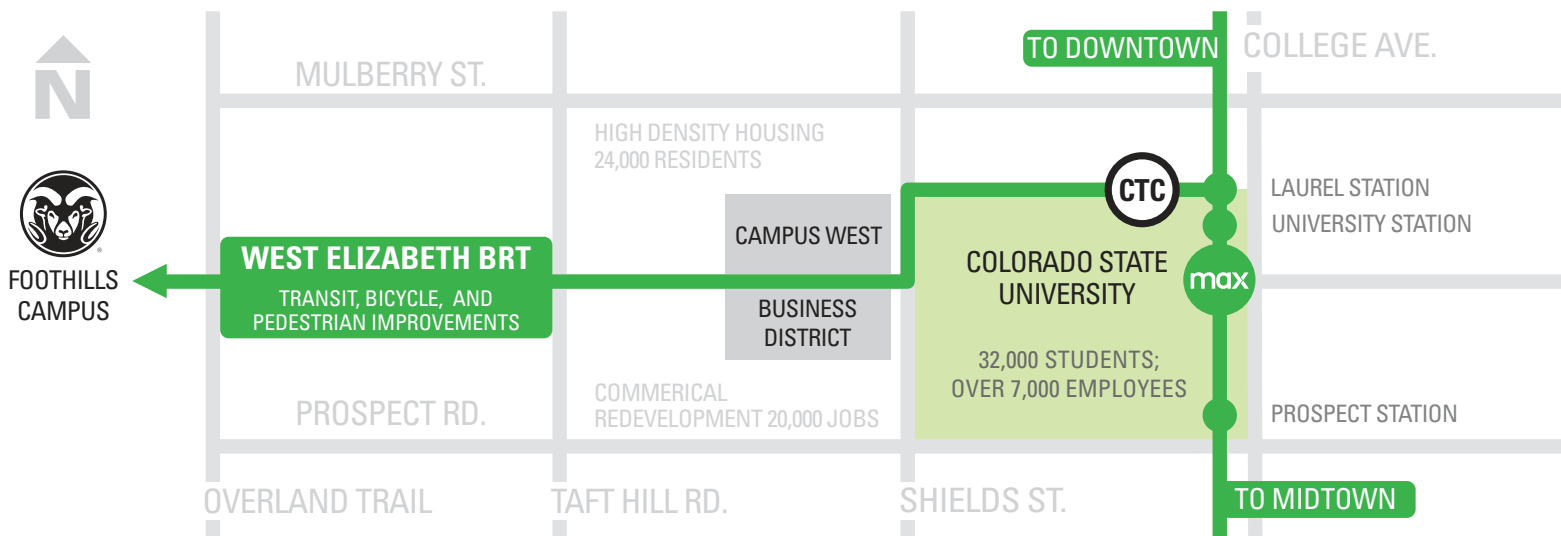 TO DOWNTOWN
COLLEGE AVE.
MULBERRY ST.
N
HIGH DENSITY HOUSING
24,000 RESIDENTS
CTC
LAUREL STATION
UNIVERSITY STATION
CAMPUS WEST
WEST ELIZABETH BRT
TRANSIT, BICYCLE, AND
PEDESTRIAN IMPROVEMENTS
FOOTHILLS
CAMPUS
COLORADO STATE
UNIVERSITY
max
BUSINESS
DISTRICT
32,000 STUDENTS;
OVER 7,000 EMPLOYEES
COMMERICAL
REDEVELOPMENT 20,000 JOBS
PROSPECT RD.
PROSPECT STATION
OVERLAND TRAIL
TAFT HILL RD.
SHIELDS ST.
TO MIDTOWN